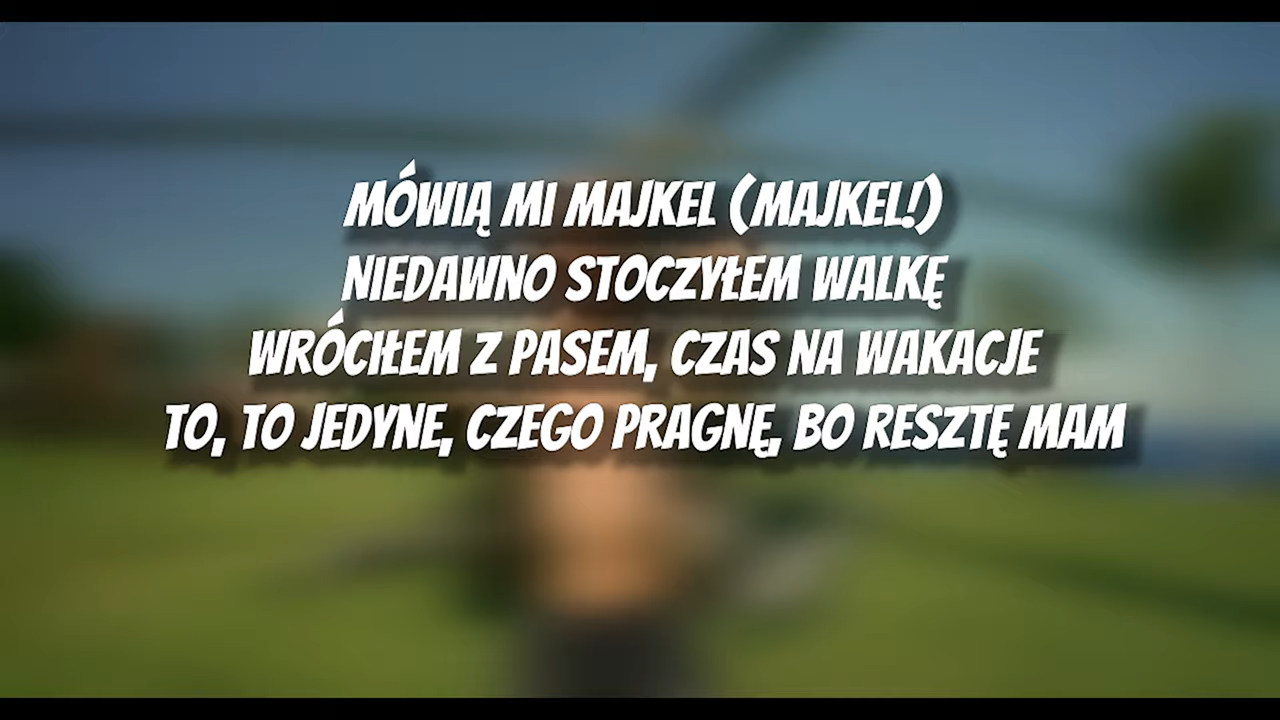 MÓWIĄ MI MAJKEL (MAJKEL!)
NIEDAWNO STOCZYŁEM WALKĘ
WRÓCIŁEM Z PASEM, CZAS NA WAKACJE
TO, TO JEDYNE, CZEGO PRAGNĘ, BO RESZTĘ MAM